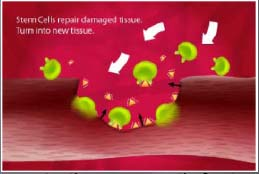 Stem Cells repair damaged tissue.
Turn into new tissue.